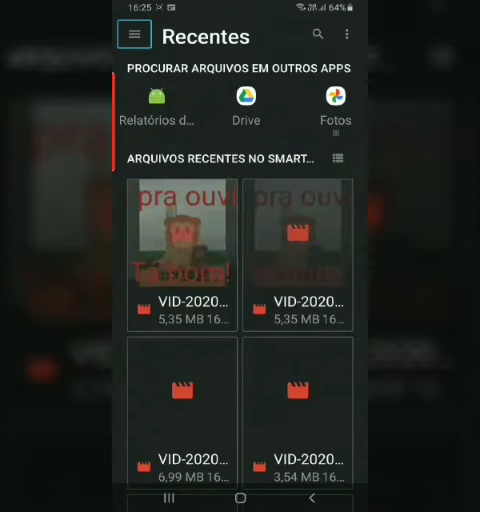 16:25
64%
Recentes
PROCURAR ARQUIVOS EM OUTROS APPS
Relatórios d... Drive Fotos
ARQUIVOS RECENTES NO SMART...
pra ouv
pra ouv
Tá bom!
VID-2020...
VID-2020...
5,35 MB 16...
5,35 MB 16...
VID-2020...
VID-2020...
6,99 MB 16...
3,54 MB 16...